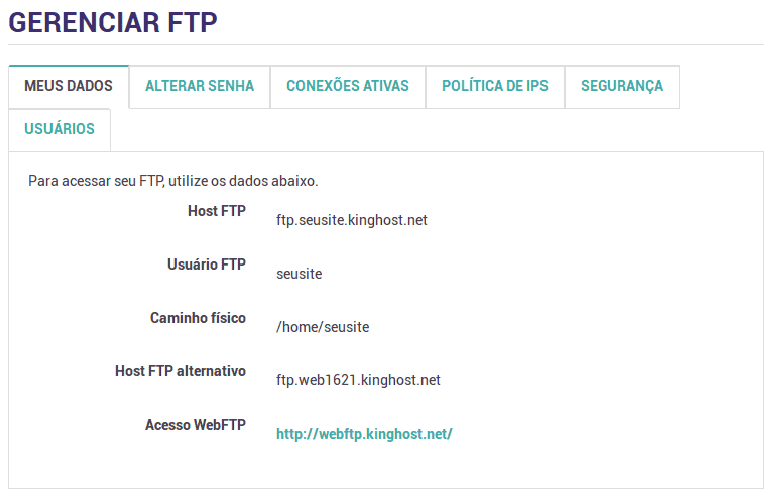 GERENCIAR FTP
MEUS DADOS ALTERAR SENHA CONEXÕES ATIVAS POLÍTICA DE IPS SEGURANÇA
USUÁRIOS
Para acessar seu FTP, utilize os dados abaixo.
Host FTP ftp.seusite.kinghost.net
Usuário FTP seusite
Caminho físico /home/seusite
Host FTP alternativo ftp.web1621.kinghost.net
Acesso WebFTP http://webftp.kinghost.net/